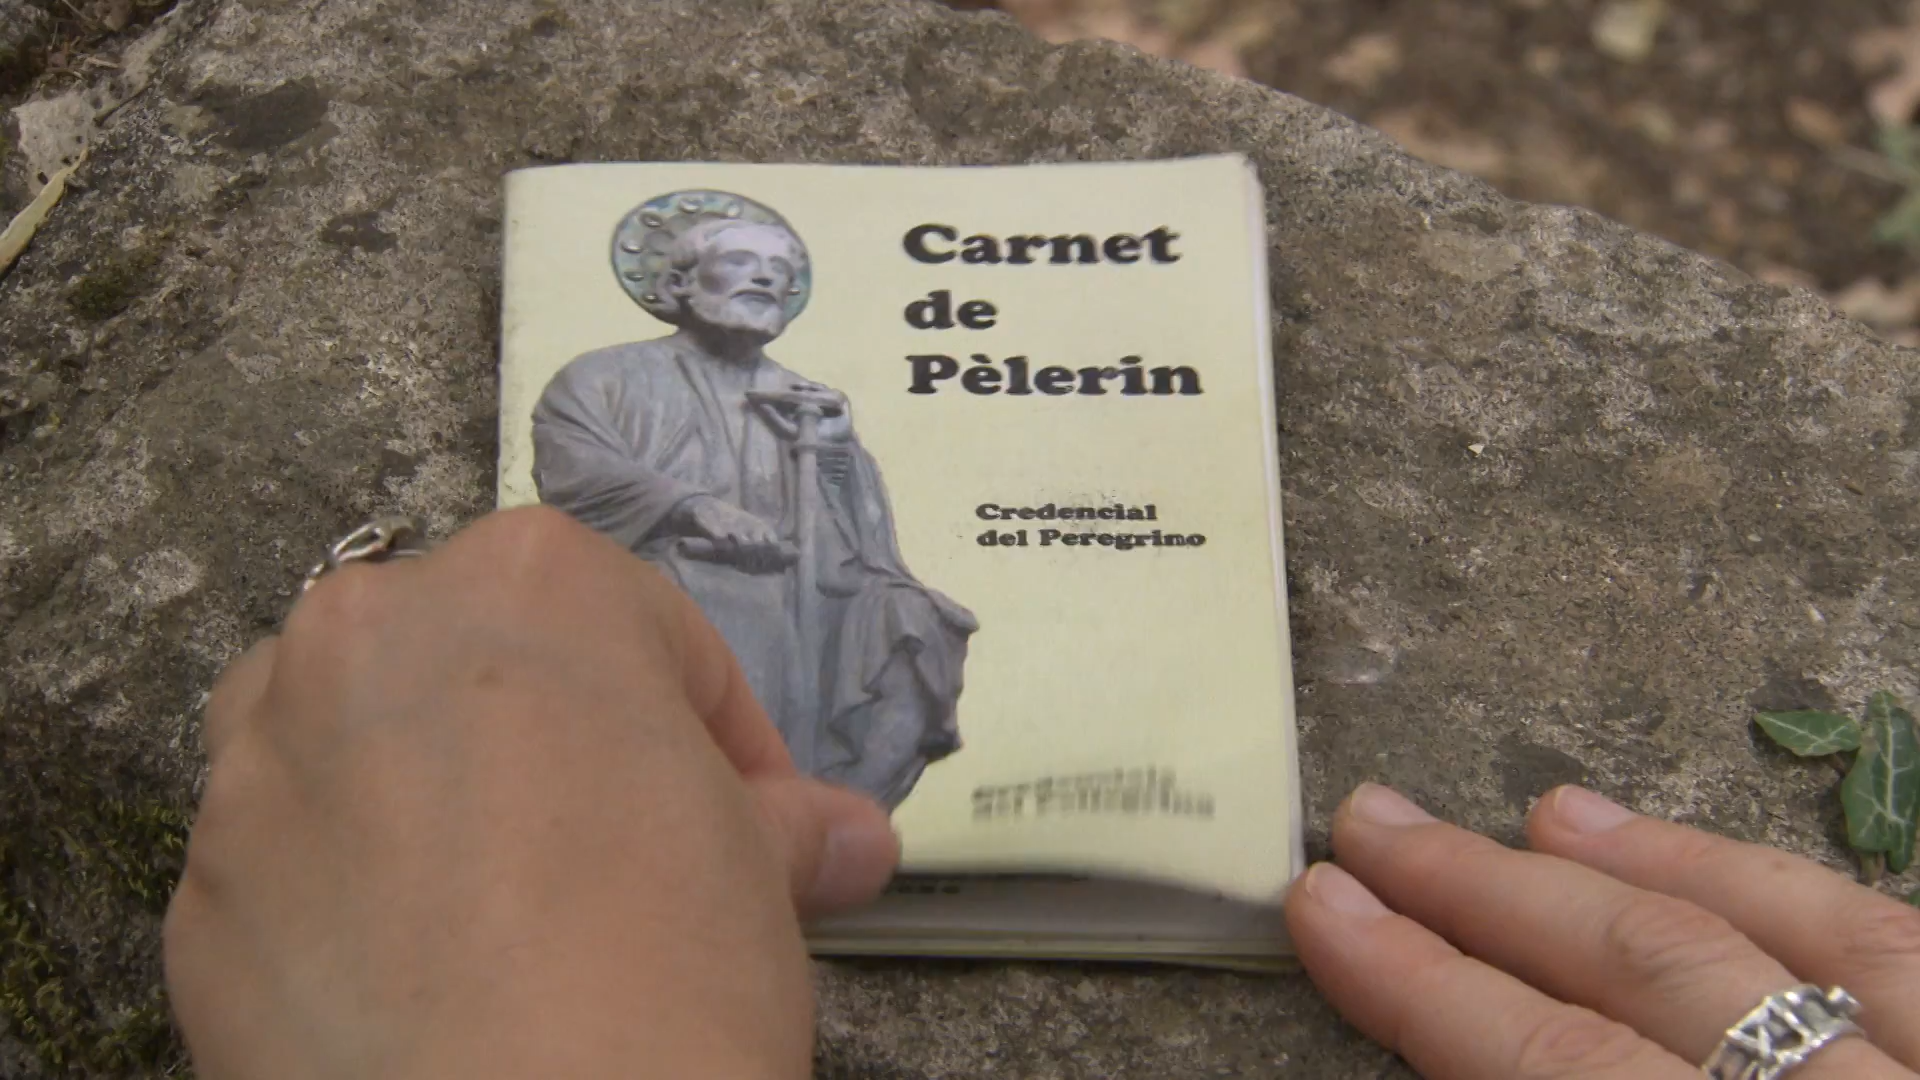 Carnet
de
Pèlerin
Credencial
del Peregrino